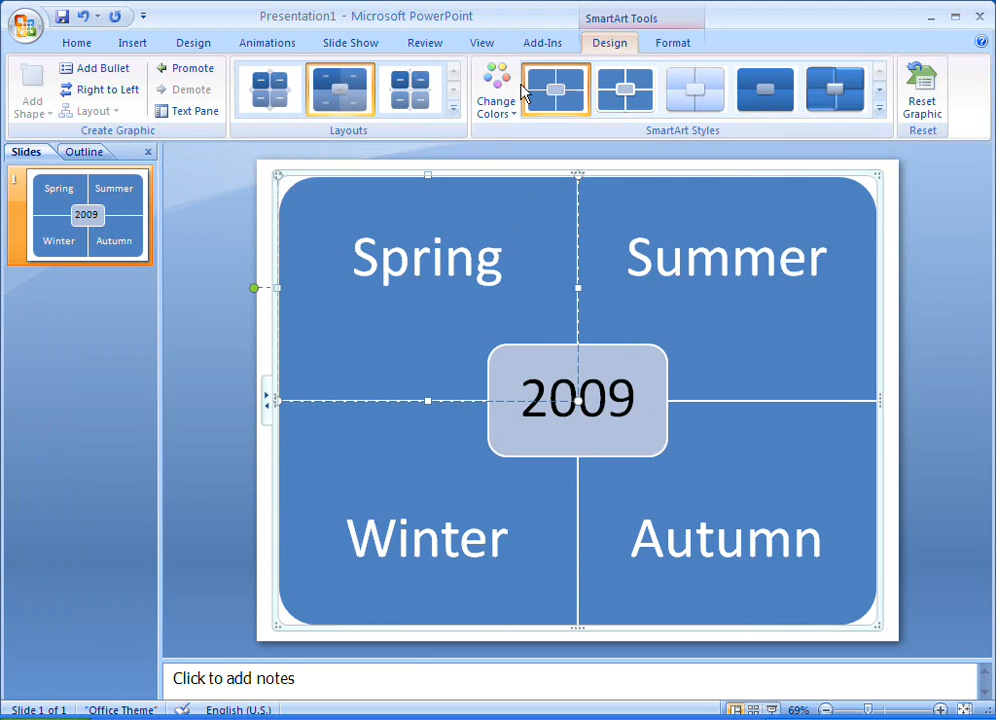 Presentation1 - Microsoft PowerPoint
SmartArt Tools
Home Insert Design Animations Slide Show Review View Add-Ins Design Format
Add Shape
Add Bullet
Right to Left
Layout
Promote
Demote
Text Pane
Create Graphic
Layouts
Change Colors
SmartArt Styles
Reset Graphic
Reset
Slides Outline
1
Spring Summer
2009
Winter Autumn
Spring Summer
2009
Winter Autumn
Click to add notes
Slide 1 of 1 "Office Theme" English (U.S.) 69%